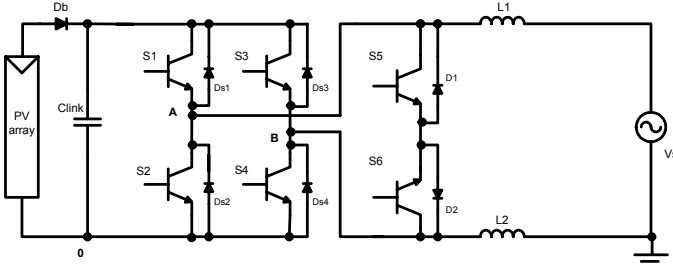 Db
L1
S1
S3
S5
Ds1
Ds3
D1
PV
array
Clink
A
B
Vs
S2
S4
S6
Ds2
Ds4
D2
L2
0